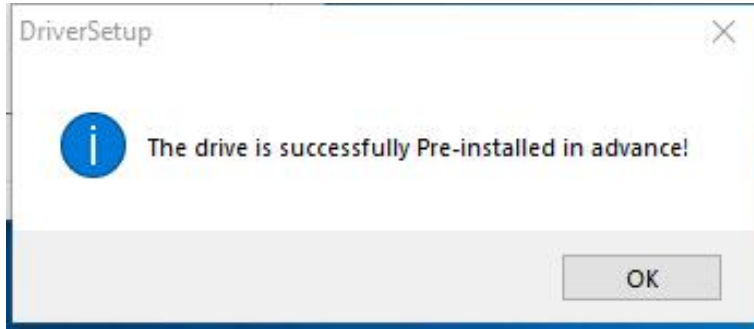 DriverSetup
The drive is successfully Pre-installed in advance!
OK